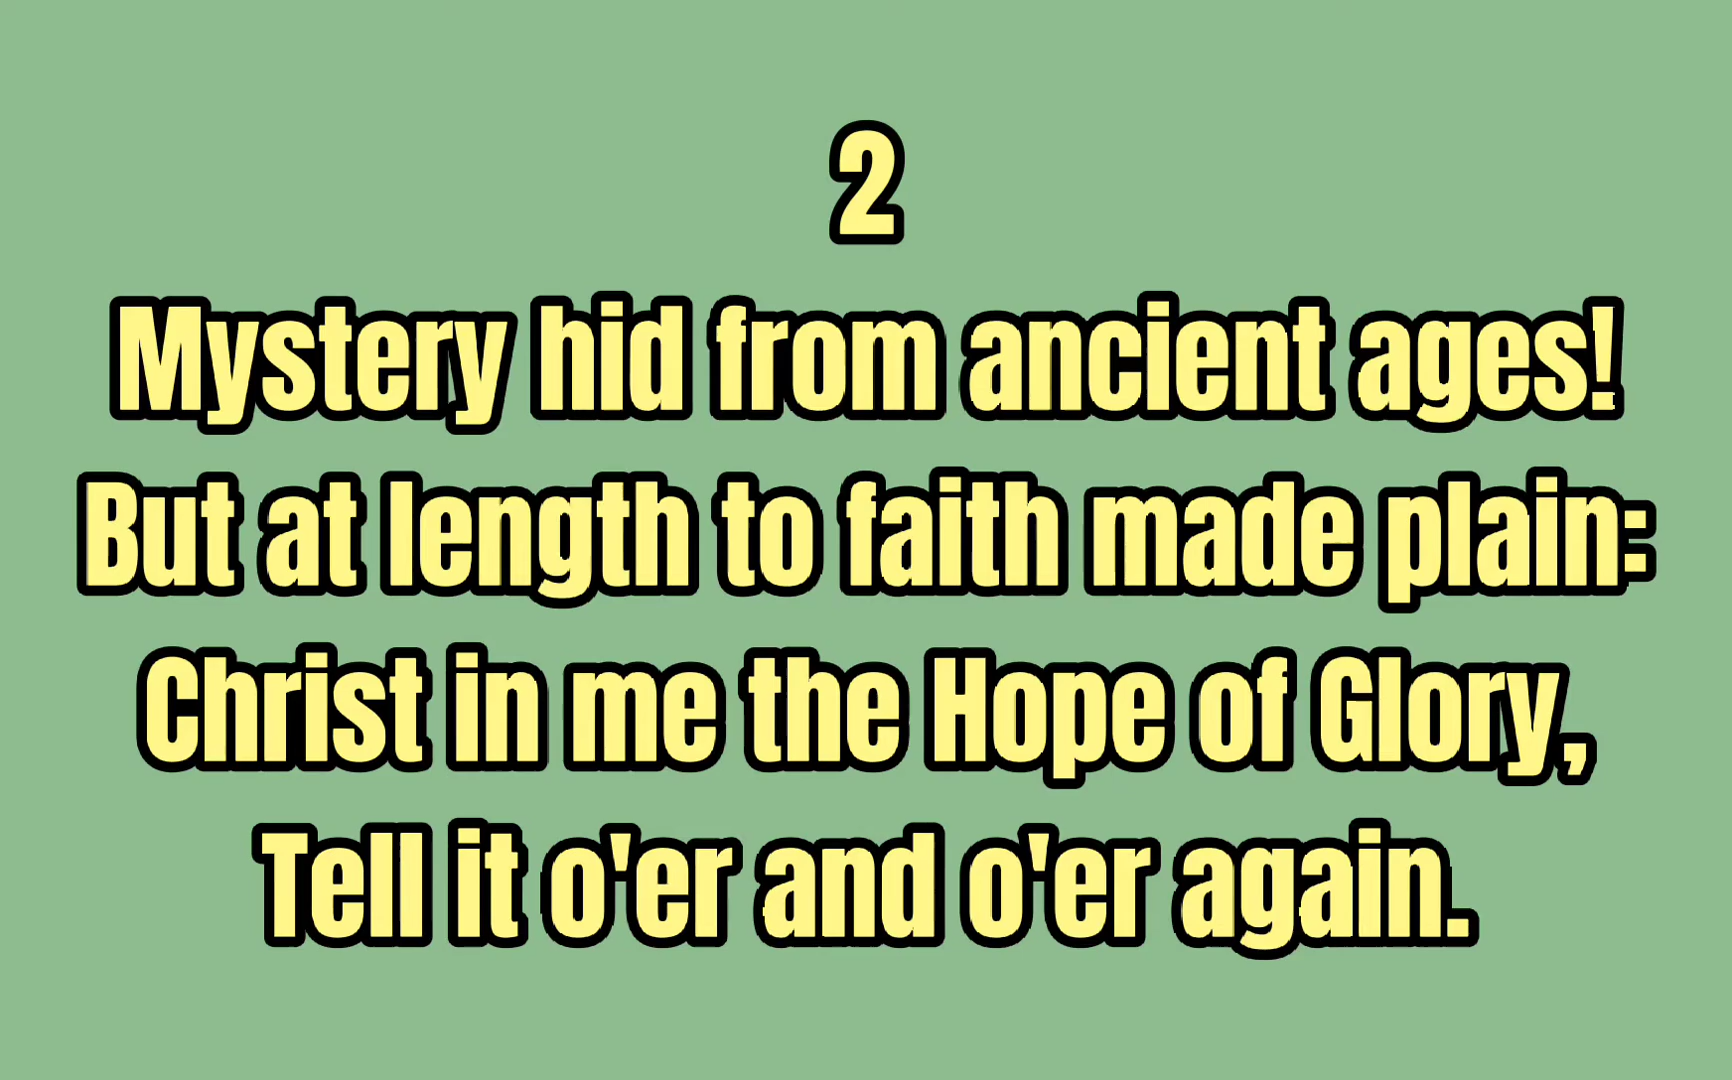 2
Mystery hid from ancient ages!
But at length to faith made plain:
Christ in me the Hope of Glory,
Tell it o'er and o'er again.